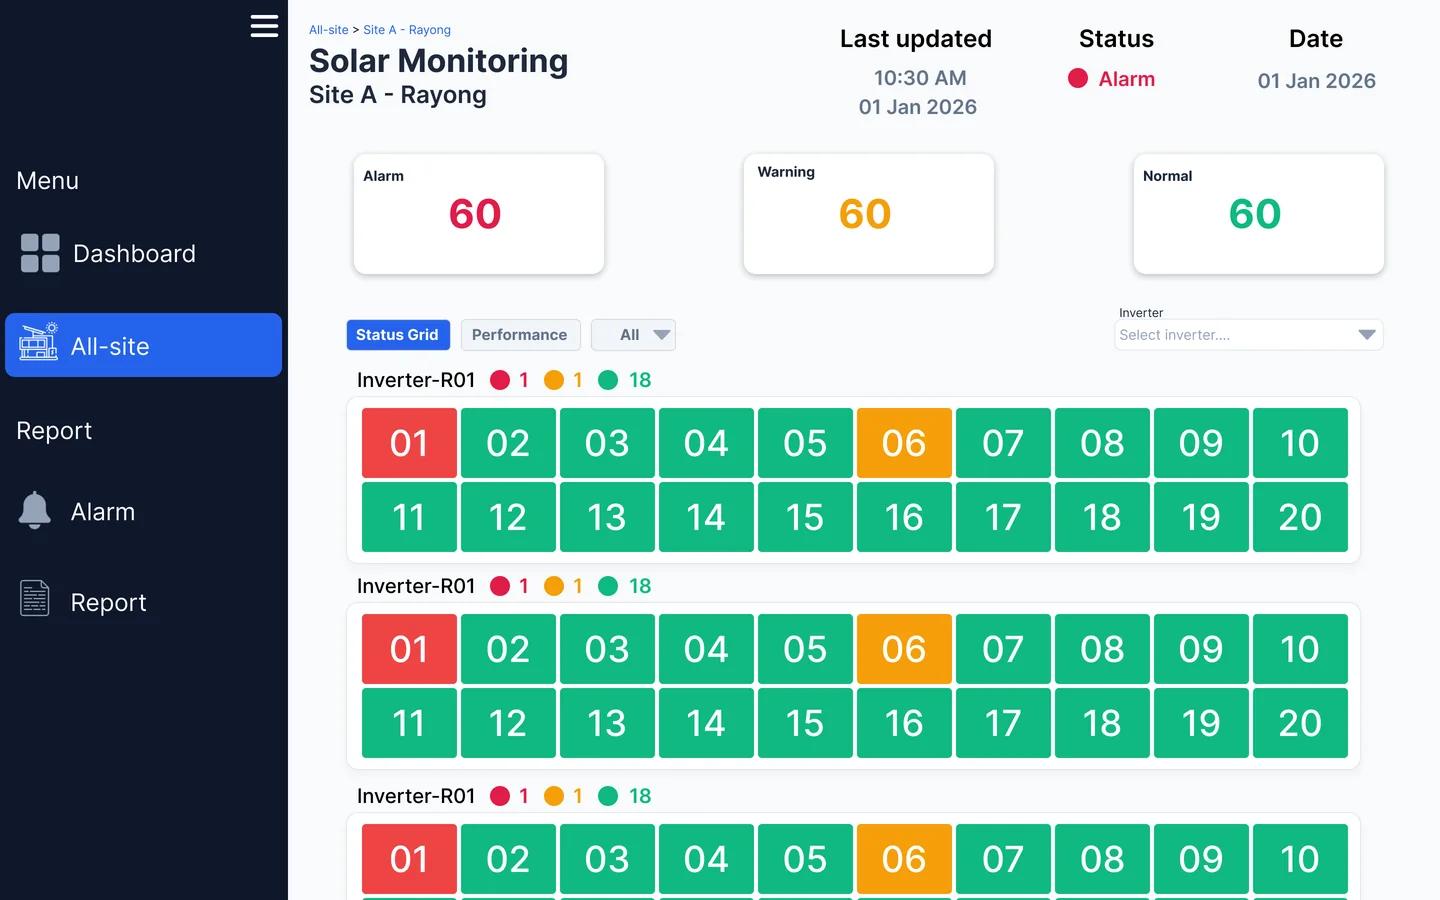 All-site > Site A - Rayong
Solar Monitoring
Site A - Rayong
Last updated
10:30 AM
01 Jan 2026
Status
Alarm
Date
01 Jan 2026
Menu
Dashboard
All-site
Report
Alarm
Report
Alarm
60
Warning
60
Normal
60
Status Grid
Performance
All
Inverter
Select inverter....
Inverter-R01 1 1 18
01 02 03 04 05 06 07 08 09 10
11 12 13 14 15 16 17 18 19 20
Inverter-R01 1 1 18
01 02 03 04 05 06 07 08 09 10
11 12 13 14 15 16 17 18 19 20
Inverter-R01 1 1 18
01 02 03 04 05 06 07 08 09 10